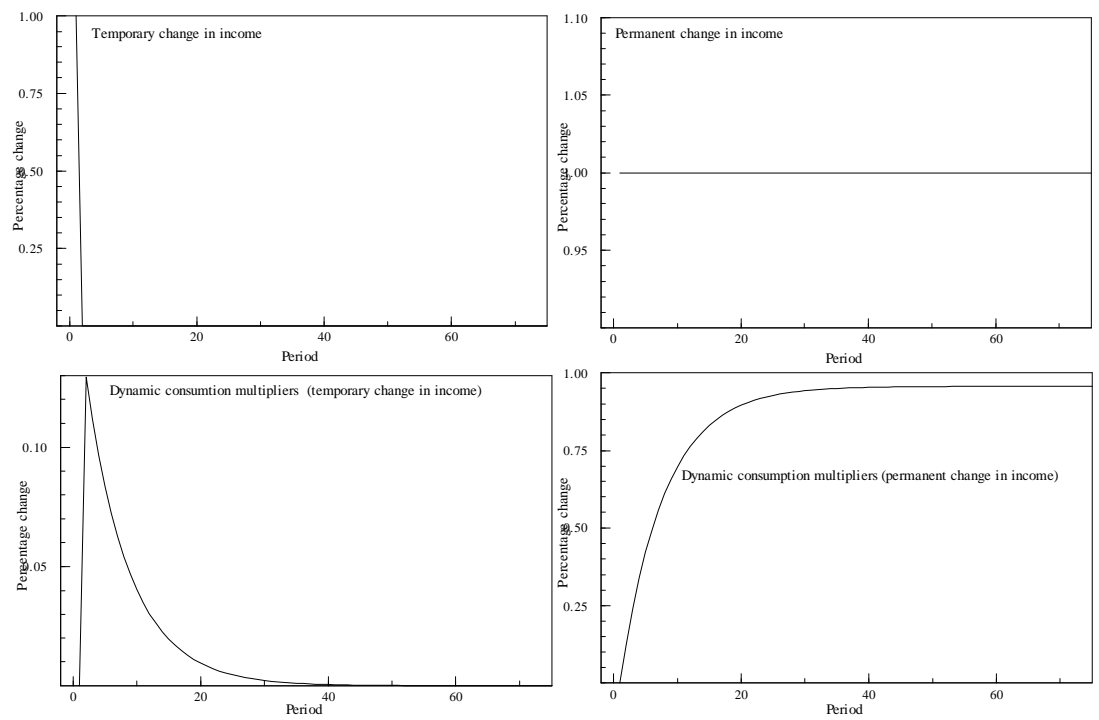 1.00
Temporary change in income
0.75
Percentage change
0.50
0.25
0 20 40 60
Period
1.10
Permanent change in income
1.05
Percentage change
1.00
0.95
0 20 40 60
Period
Dynamic consumtion multipliers (temporary change in income)
0.10
Percentage change
0.05
0 20 40 60
Period
1.00
0.75
Dynamic consumption multipliers (permanent change in income)
Percentage change
0.50
0.25
0 20 40 60
Period